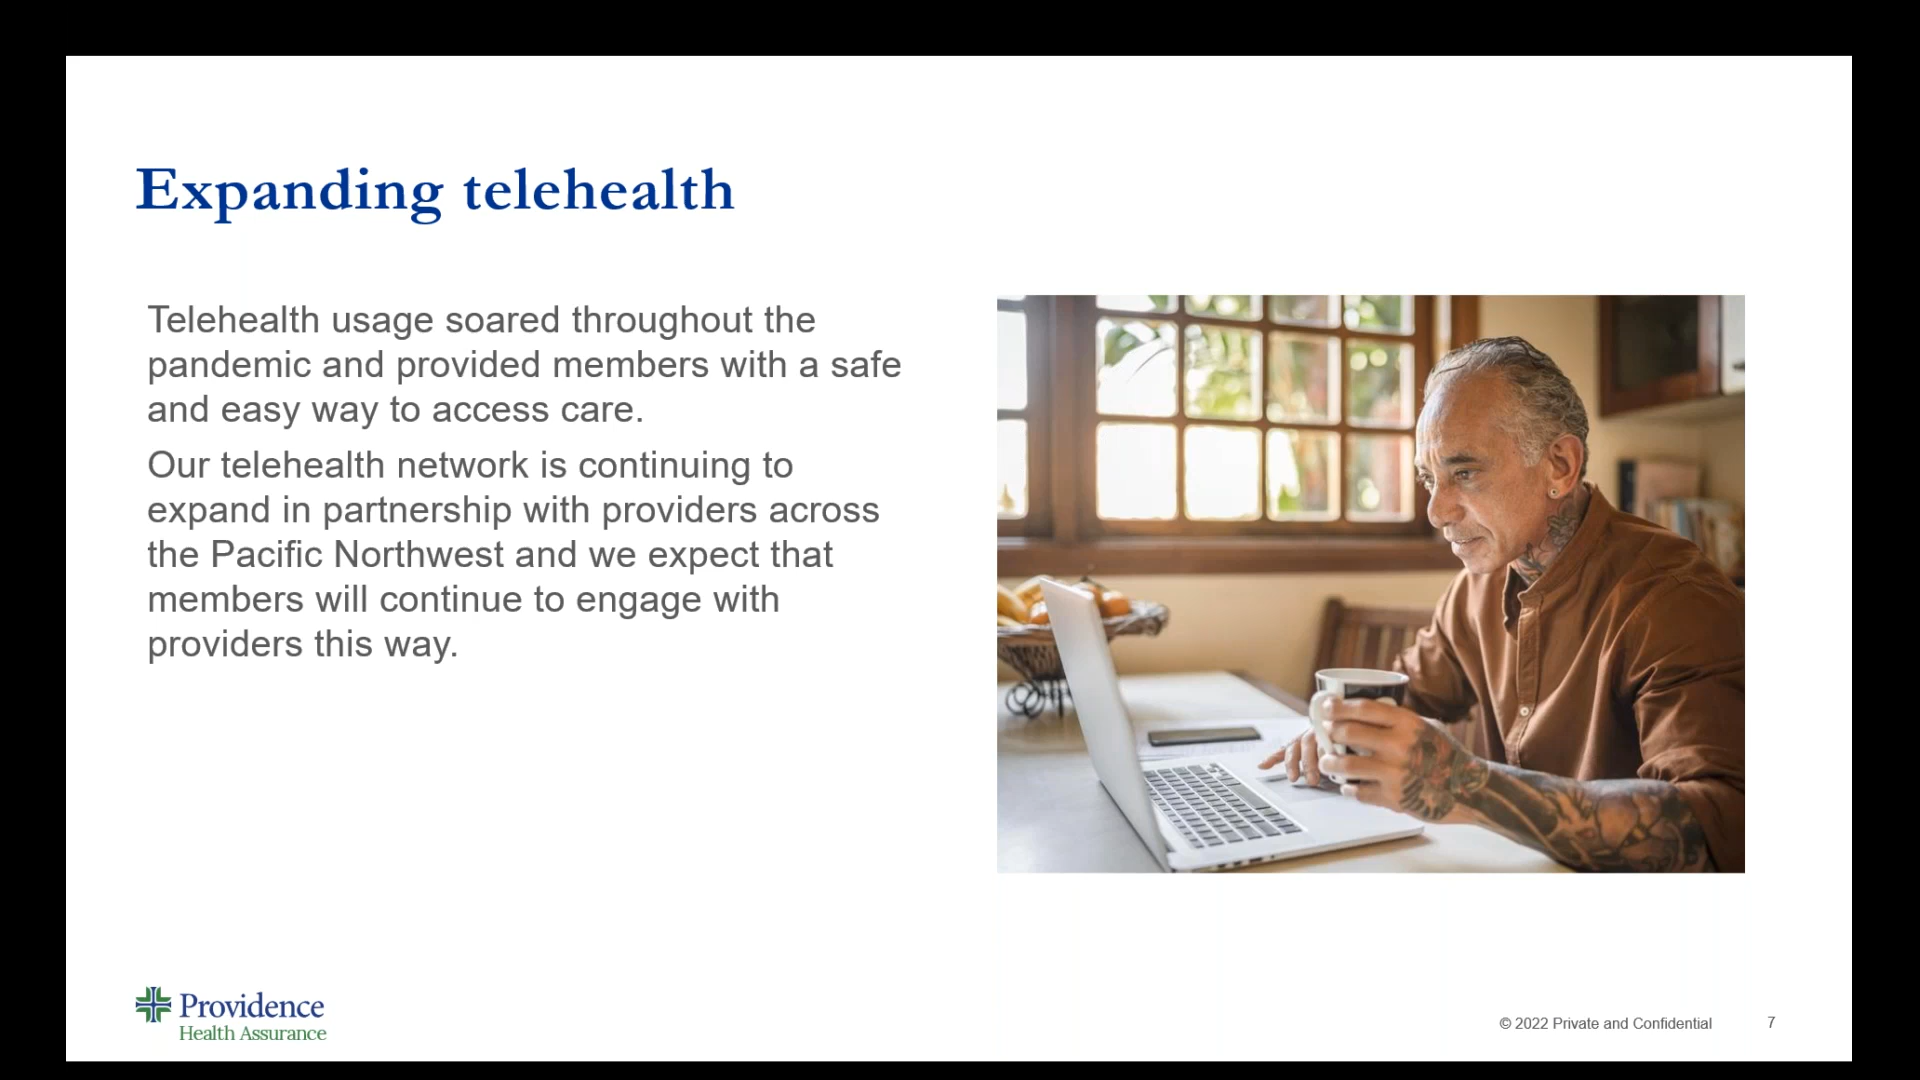 Expanding telehealth
Telehealth usage soared throughout the
pandemic and provided members with a safe
and easy way to access care.
Our telehealth network is continuing to
expand in partnership with providers across
the Pacific Northwest and we expect that
members will continue to engage with
providers this way.
Providence
Health Assurance
© 2022 Private and Confidential
7